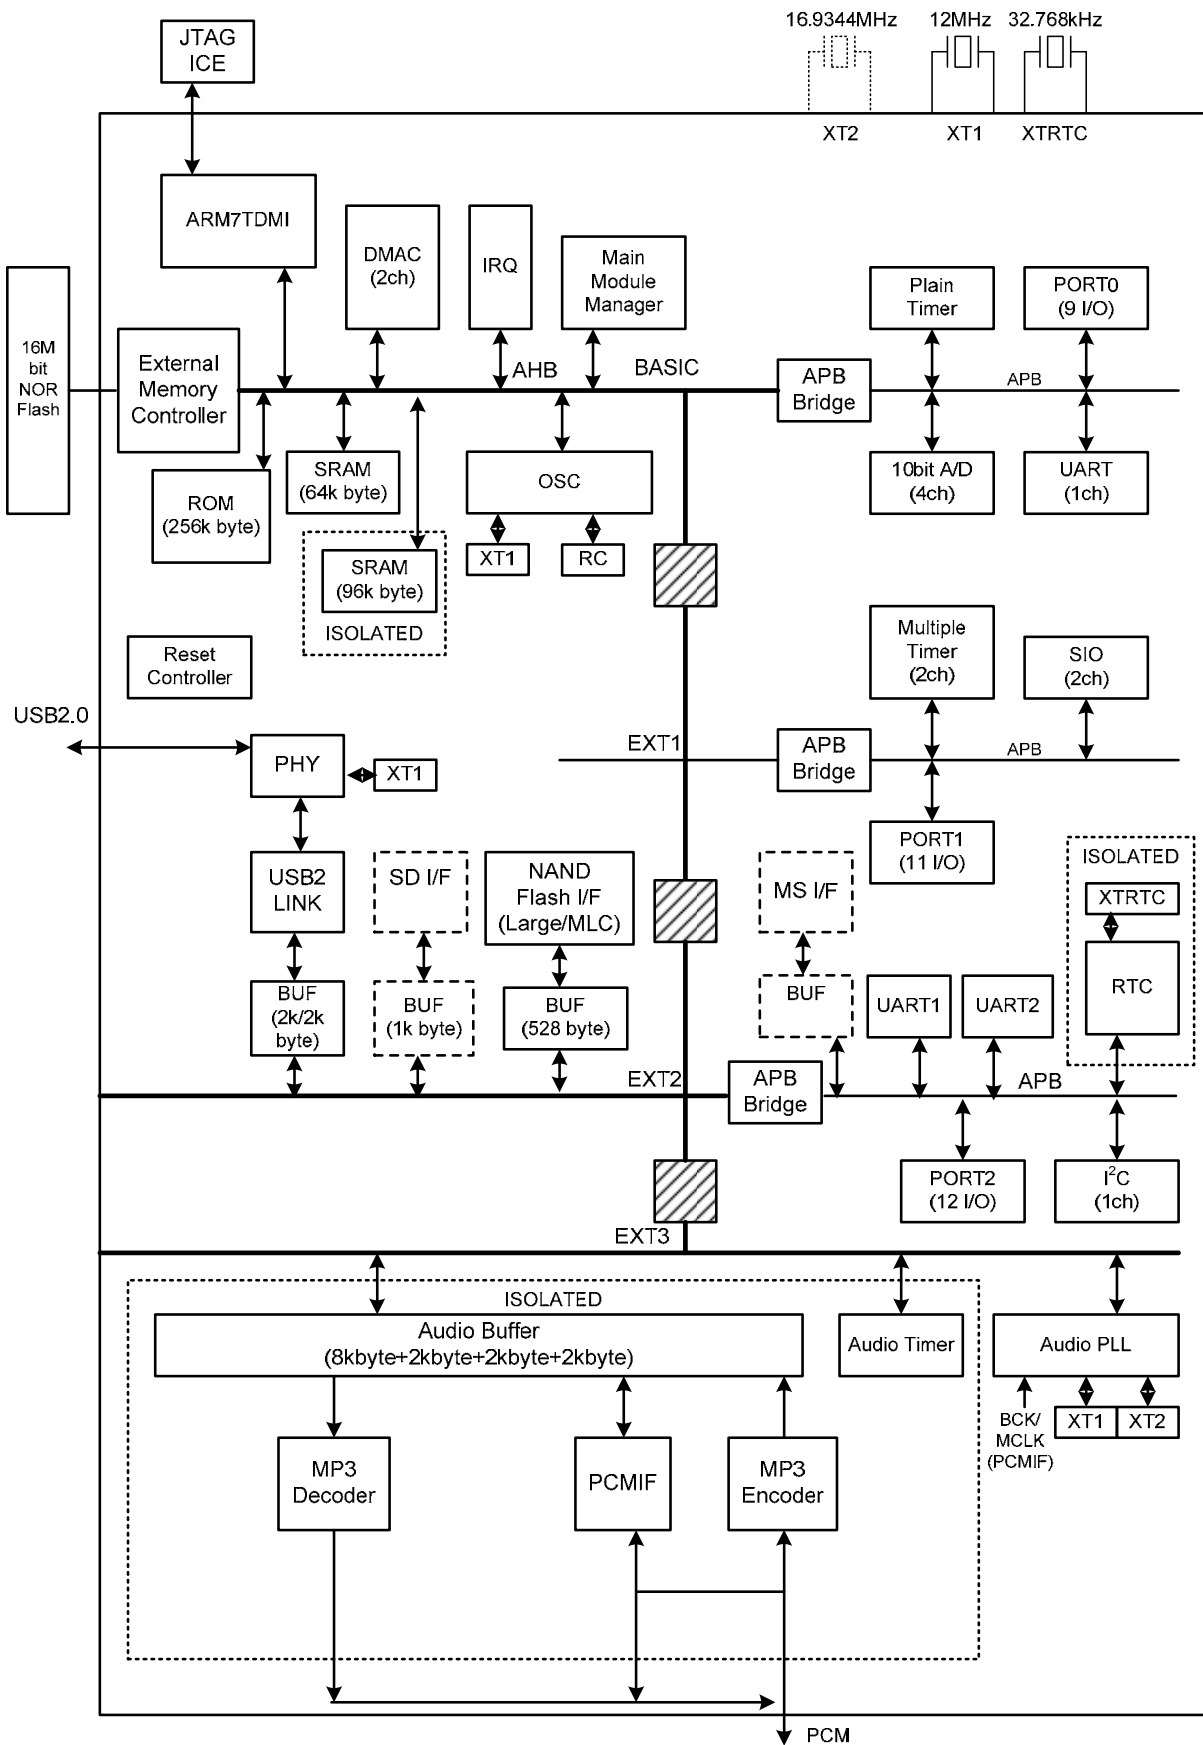 16.9344MHz
12MHz
32.768kHz
JTAG
ICE
XT2
XT1
XTRTC
ARM7TDMI
DMAC
(2ch)
IRQ
Main
Module
Manager
Plain
Timer
PORT0
(9 I/O)
16M
bit
NOR
Flash
External
Memory
Controller
AHB
BASIC
APB
Bridge
APB
ROM
(256k byte)
SRAM
(64k byte)
OSC
10bit A/D
(4ch)
UART
(1ch)
XT1
RC
SRAM
(96k byte)
ISOLATED
Reset
Controller
Multiple
Timer
(2ch)
SIO
(2ch)
USB2.0
PHY
XT1
EXT1
APB
Bridge
APB
PORT1
(11 I/O)
USB2
LINK
SD I/F
NAND
Flash I/F
(Large/MLC)
MS I/F
ISOLATED
XTRTC
RTC
BUF
(2k/2k
byte)
BUF
(1k byte)
BUF
(528 byte)
BUF
UART1
UART2
EXT2
APB
Bridge
APB
PORT2
(12 I/O)
I²C
(1ch)
EXT3
ISOLATED
Audio Buffer
(8kbyte+2kbyte+2kbyte+2kbyte)
Audio Timer
Audio PLL
BCK/
MCLK
(PCMIF)
XT1
XT2
MP3
Decoder
PCMIF
MP3
Encoder
PCM